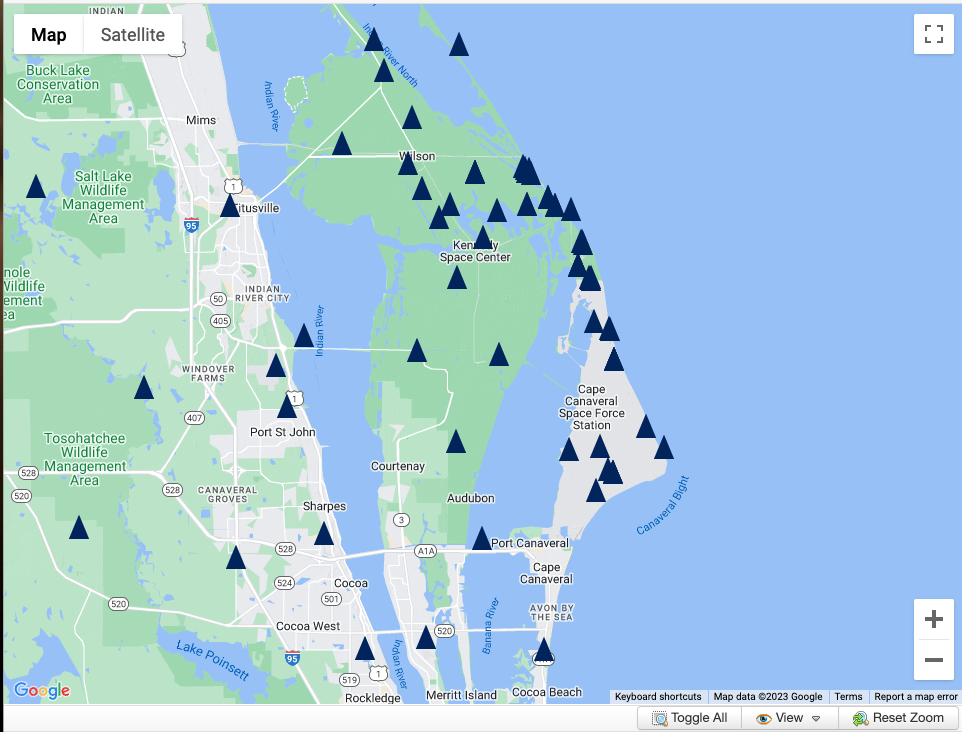 INDIAN
Map
Satellite
Indian River North
Buck Lake
Conservation
Area
Indian River
Mims
Wilson
Salt Lake
Wildlife
Management
Area
1
Titusville
95
Kennedy
Space Center
nole
Wildlife
ement
ea
INDIAN
RIVER CITY
50
405
Indian River
WINDOVER
FARMS
1
Cape
Canaveral
Space Force
Station
407
Port St John
Tosohatchee
Wildlife
Management
Area
Courtenay
528
528
520
CANAVERAL
GROVES
Audubon
Canaveral Bight
Sharpes
3
528
A1A
Port Canaveral
Cape
Canaveral
524
Cocoa
501
520
AVON BY
THE SEA
Banana River
Cocoa West
520
Lake Poinsett
95
Indian River
519
1
Google
Rockledge
Merritt Island
Cocoa Beach
Keyboard shortcuts
Map data ©2023 Google
Terms
Report a map error
Toggle All
View
Reset Zoom